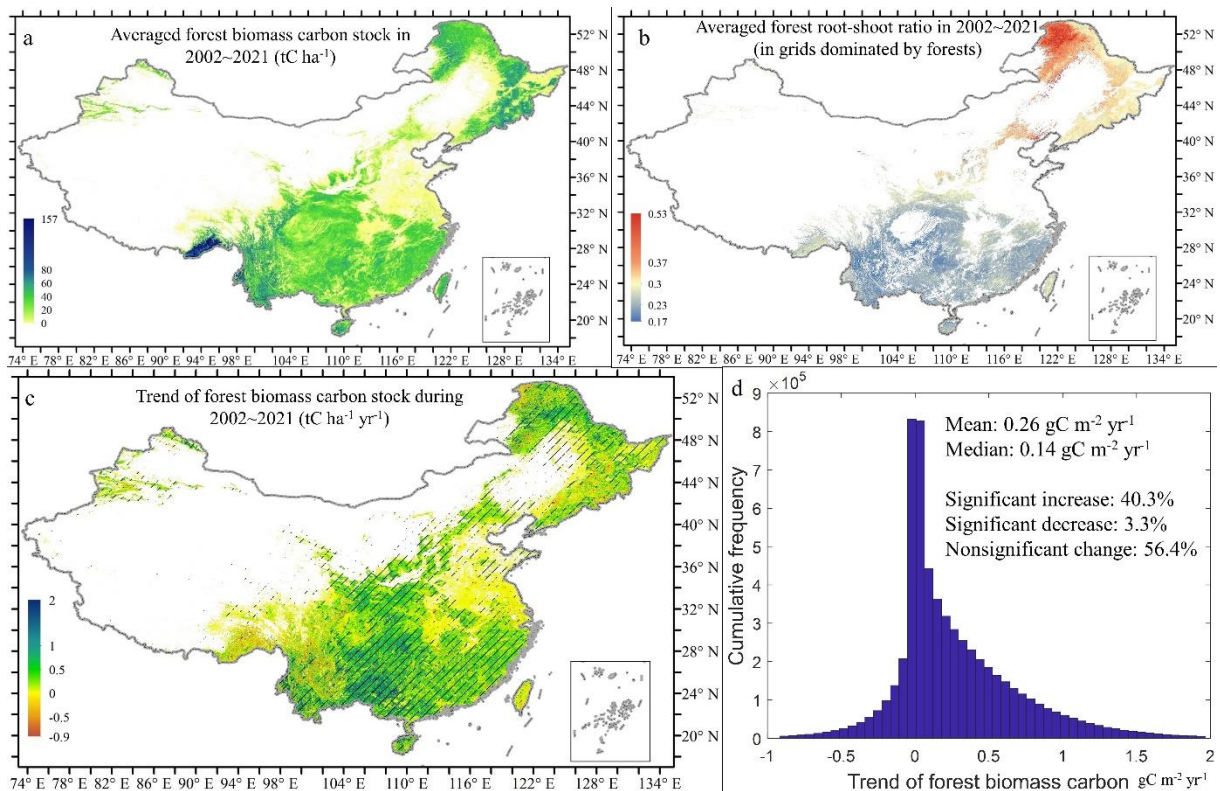 a
Averaged forest biomass carbon stock in
2002~2021 (tC ha⁻¹)
52° N
48° N
44° N
40° N
36° N
32° N
28° N
24° N
20° N
157
80
60
40
20
0
74° E 78° E 82° E 86° E 92° E 98° E 104° E 110° E 116° E 122° E 128° E 134° E
b
Averaged forest root-shoot ratio in 2002~2021
(in grids dominated by forests)
52° N
48° N
44° N
40° N
36° N
32° N
28° N
24° N
20° N
0.53
0.37
0.30
0.23
0.17
74° E 78° E 82° E 86° E 92° E 98° E 104° E 110° E 116° E 122° E 128° E 134° E
c
Trend of forest biomass carbon stock during
2002~2021 (tC ha⁻¹ yr⁻¹)
52° N
48° N
44° N
40° N
36° N
32° N
28° N
24° N
20° N
2
1
0.5
0
-0.5
-0.9
74° E 78° E 82° E 86° E 92° E 98° E 104° E 110° E 116° E 122° E 128° E 134° E
d
×10⁵
9
8
7
6
5
4
3
2
1
0
Cumulative frequency
Mean: 0.26 gC m⁻² yr⁻¹
Median: 0.14 gC m⁻² yr⁻¹
Significant increase: 40.3%
Significant decrease: 3.3%
Nonsignificant change: 56.4%
-1 -0.5 0 0.5 1 1.5 2
Trend of forest biomass carbon gC m⁻² yr⁻¹